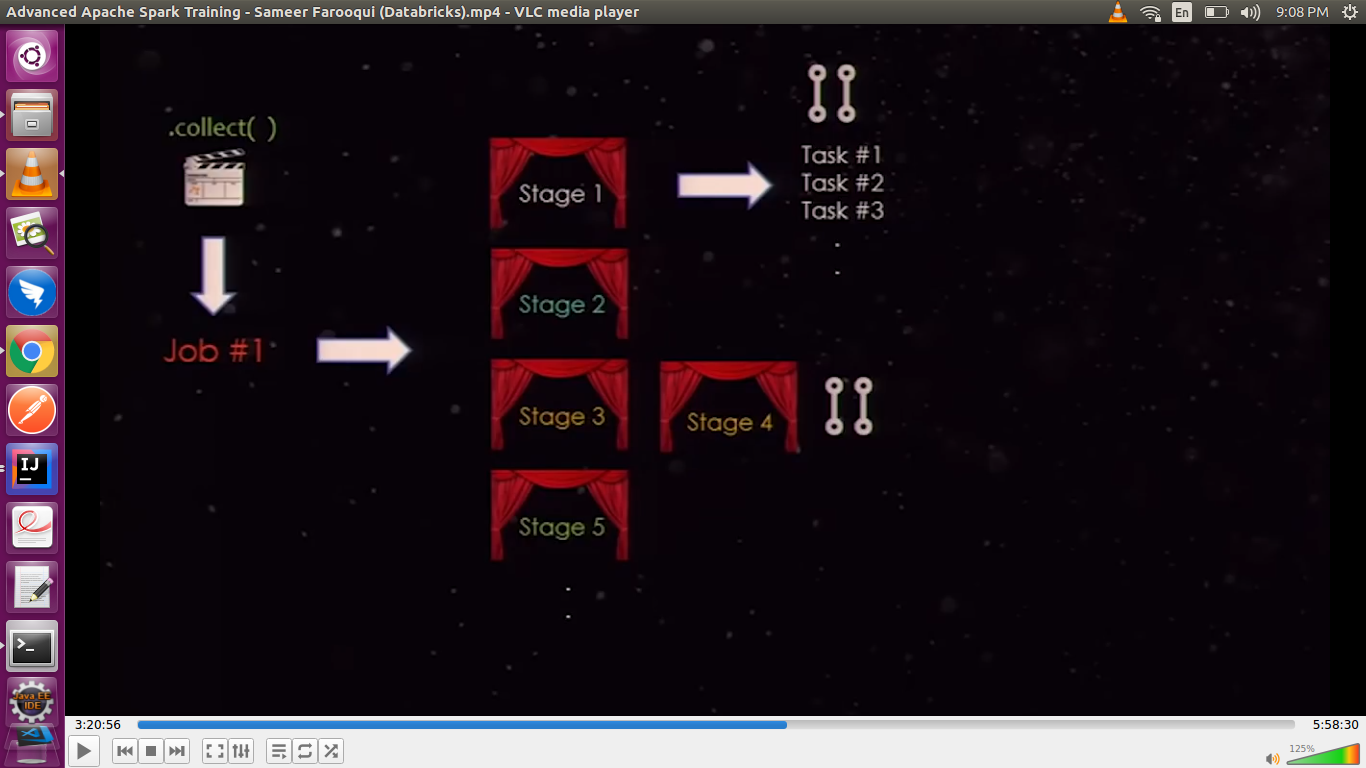 Advanced Apache Spark Training - Sameer Farooqui (Databricks).mp4 - VLC media player
En
9:08 PM
.collect( )
Job #1
Stage 1
Task #1
Task #2
Task #3
Stage 2
Stage 3
Stage 4
Stage 5
IJ
Java EE
IDE
3:20:56
5:58:30
125%